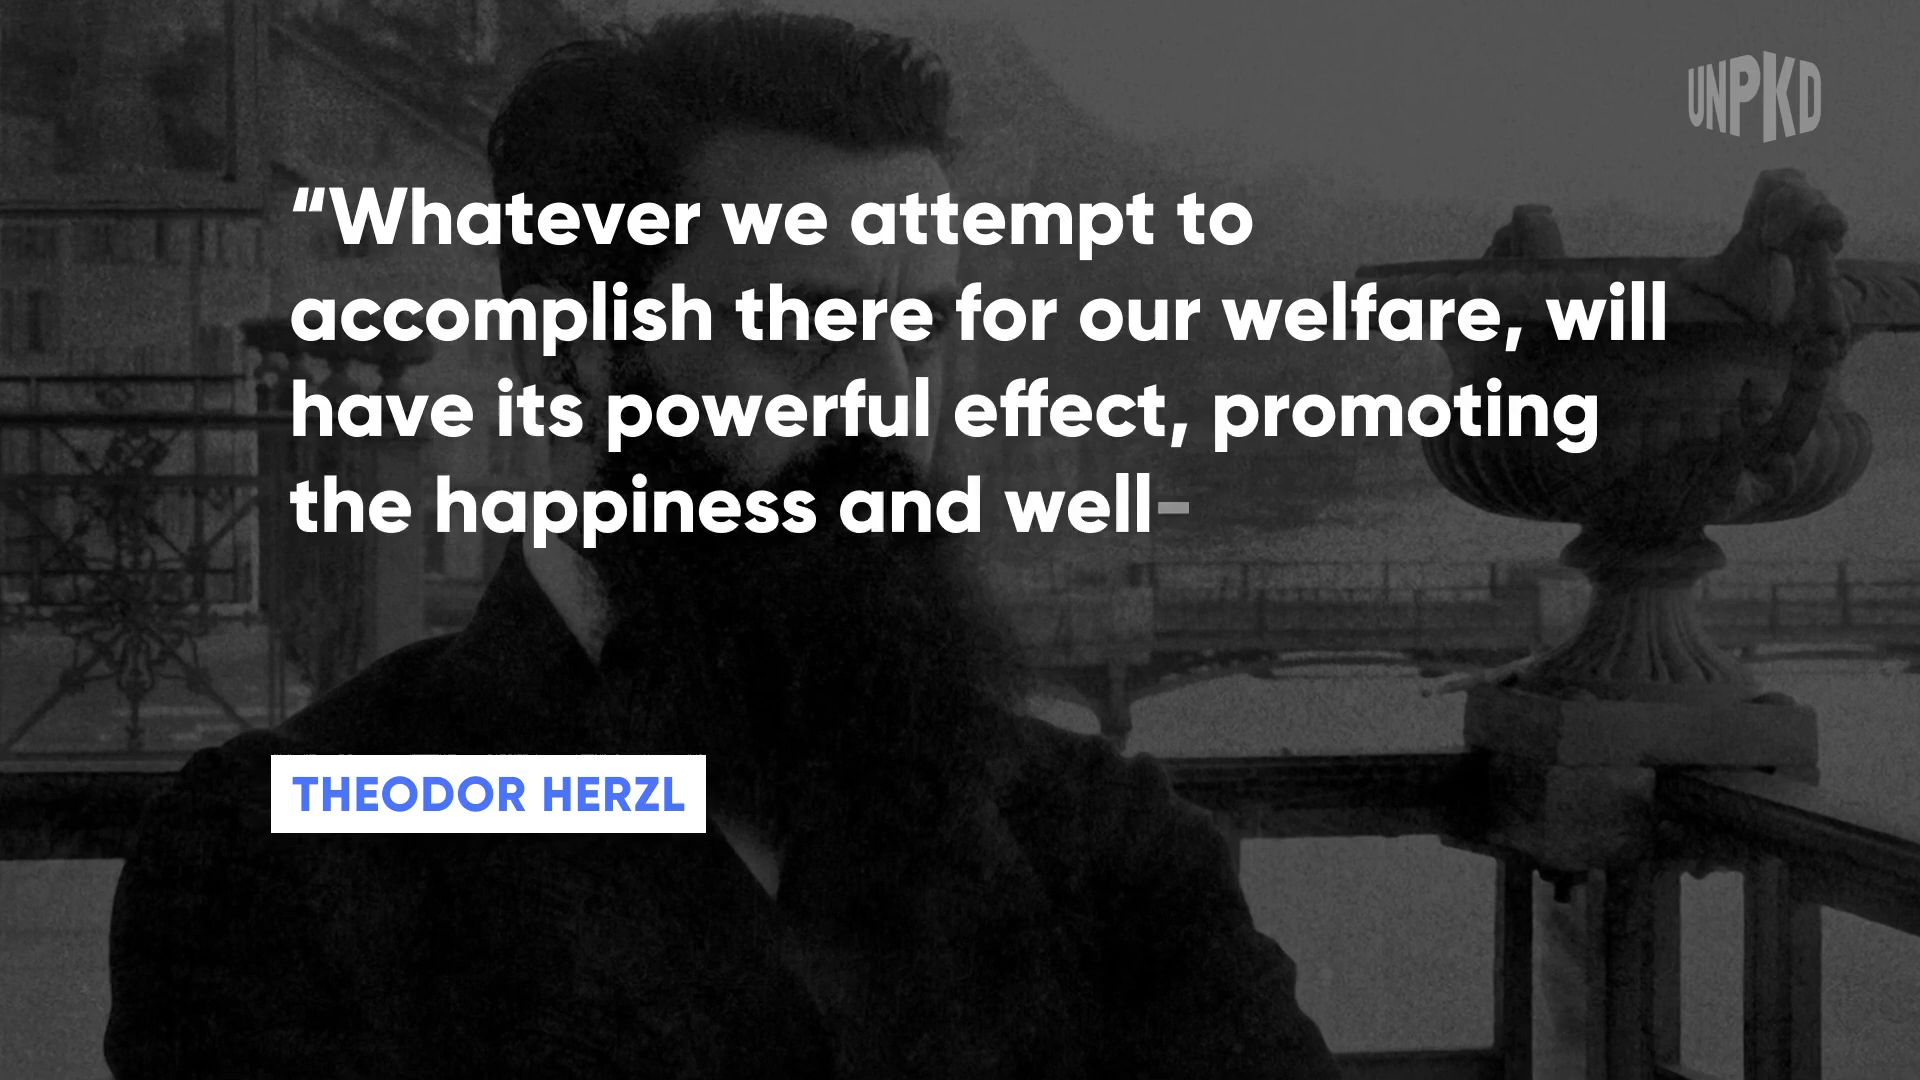 UNPKD
“Whatever we attempt to
accomplish there for our welfare, will
have its powerful effect, promoting
the happiness and well-
THEODOR HERZL